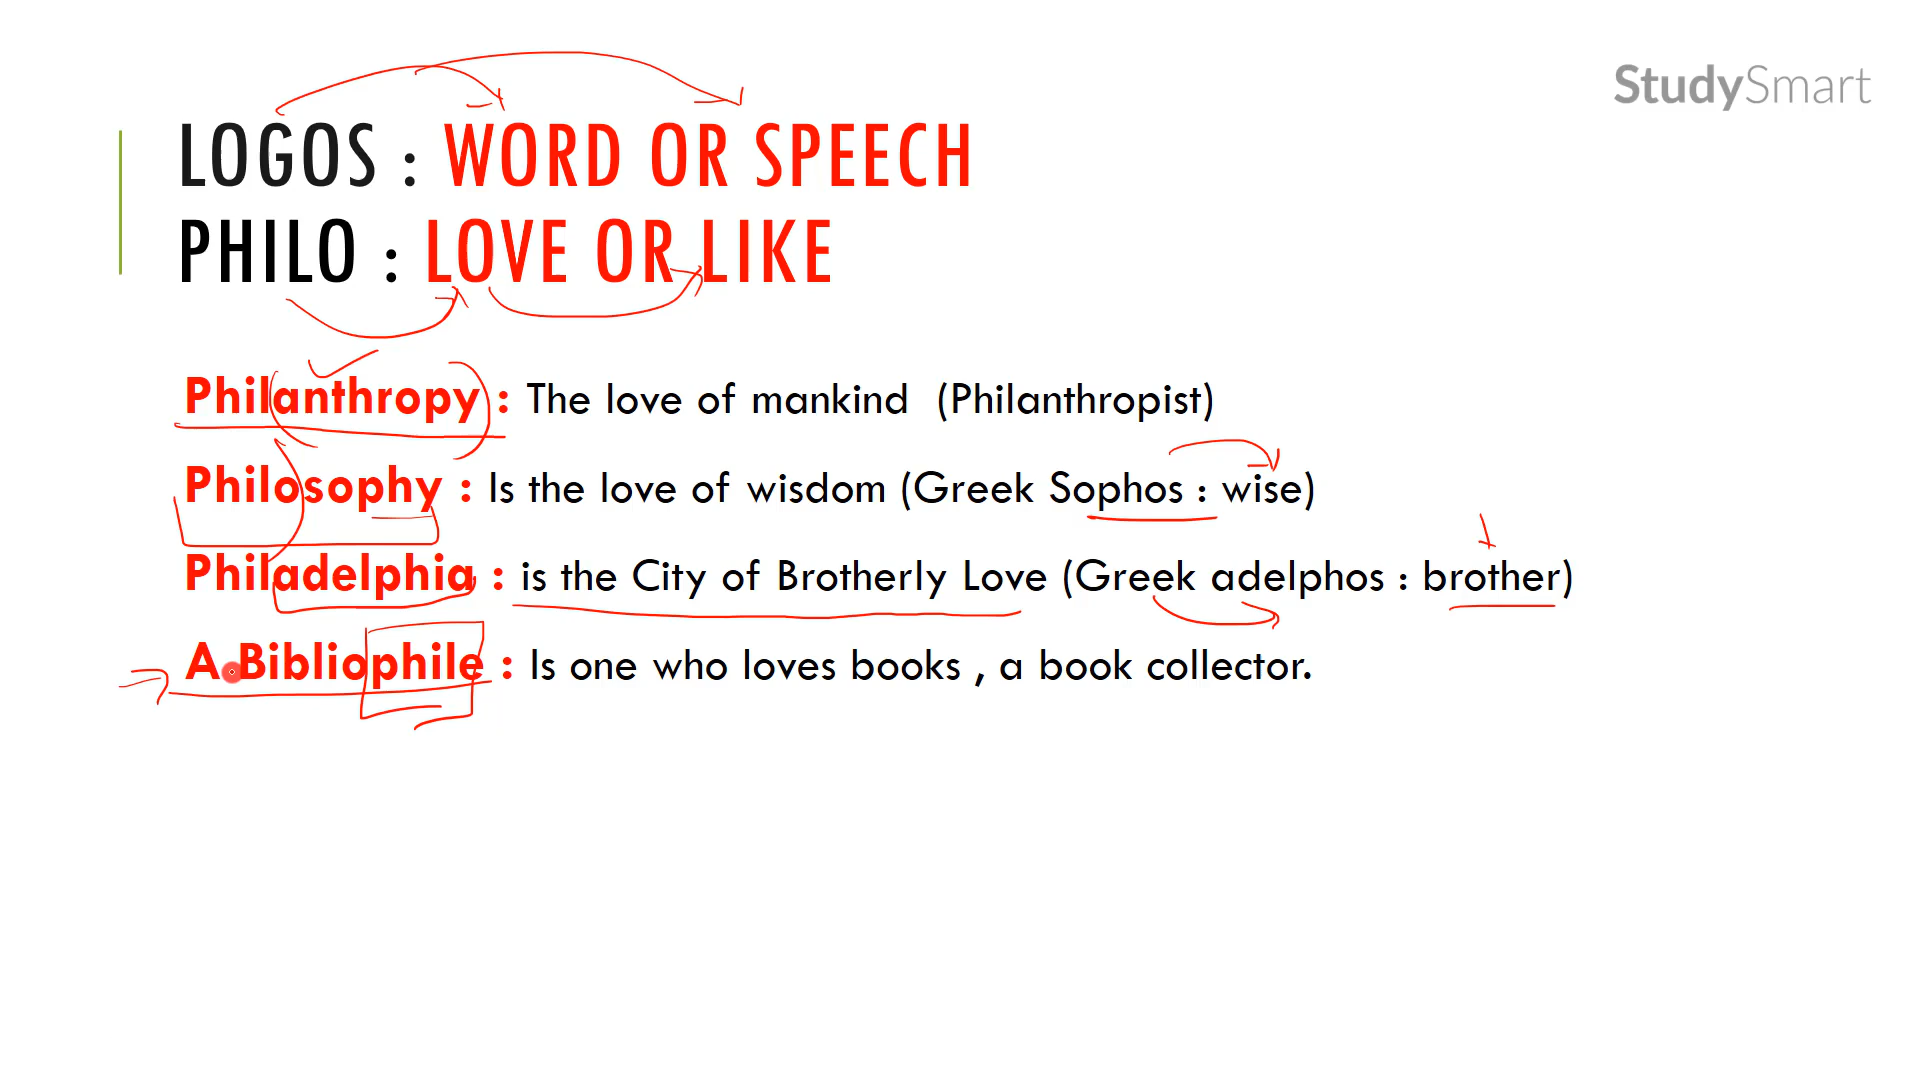 StudySmart
LOGOS : WORD OR SPEECH
PHILO : LOVE OR LIKE
Philanthropy : The love of mankind (Philanthropist)
Philosophy : Is the love of wisdom (Greek Sophos : wise)
Philadelphia : is the City of Brotherly Love (Greek adelphos : brother)
A Bibliophile : Is one who loves books , a book collector.